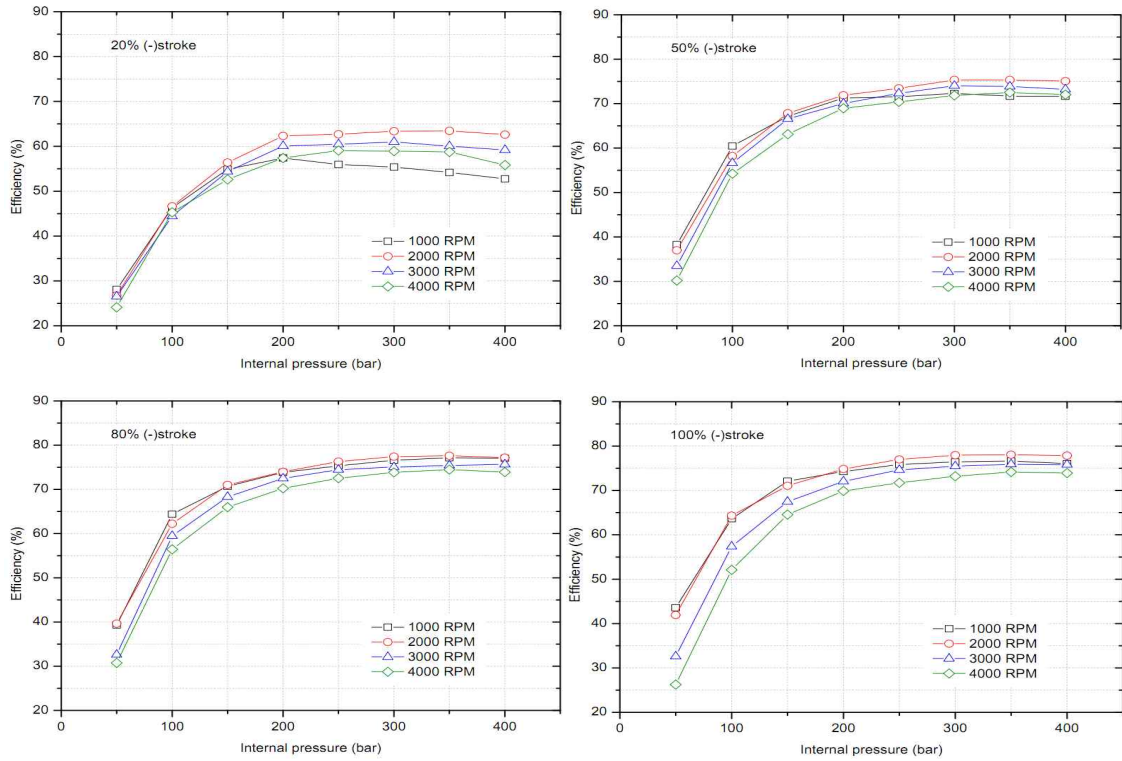 20% (-)stroke
Efficiency (%)
90
80
70
60
50
40
30
20
1000 RPM
2000 RPM
3000 RPM
4000 RPM
0 100 200 300 400
Internal pressure (bar)
50% (-)stroke
Efficiency (%)
90
80
70
60
50
40
30
20
1000 RPM
2000 RPM
3000 RPM
4000 RPM
0 100 200 300 400
Internal pressure (bar)
80% (-)stroke
Efficiency (%)
90
80
70
60
50
40
30
20
1000 RPM
2000 RPM
3000 RPM
4000 RPM
0 100 200 300 400
Internal pressure (bar)
100% (-)stroke
Efficiency (%)
90
80
70
60
50
40
30
20
1000 RPM
2000 RPM
3000 RPM
4000 RPM
0 100 200 300 400
Internal pressure (bar)